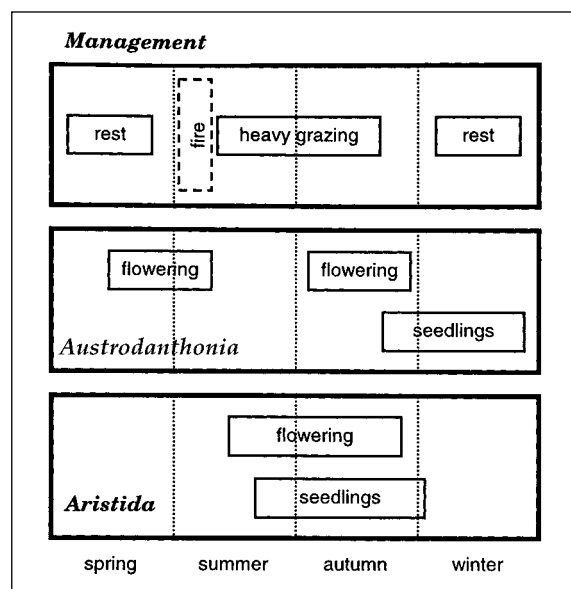 Management
rest
fire
heavy grazing
rest
flowering
flowering
seedlings
Austrodanthonia
flowering
seedlings
Aristida
spring summer autumn winter